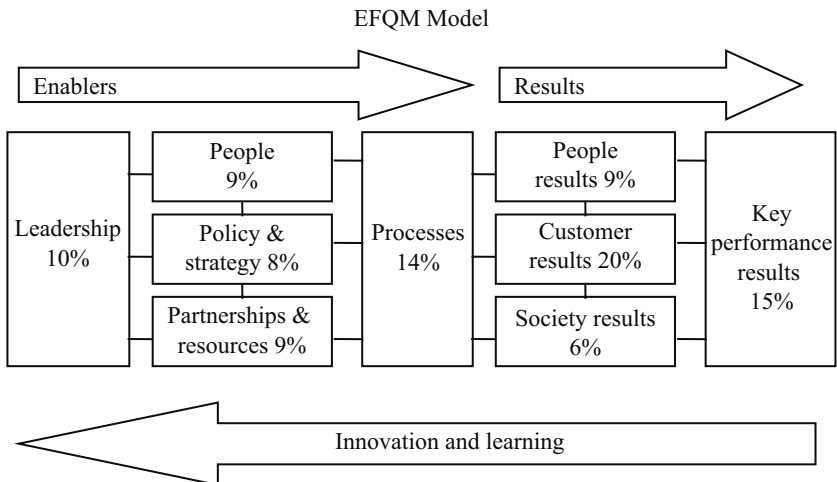 EFQM Model
Enablers
Results
Leadership
10%
People
9%
Policy &
strategy 8%
Partnerships &
resources 9%
Processes
14%
People
results 9%
Customer
results 20%
Society results
6%
Key
performance
results
15%
Innovation and learning